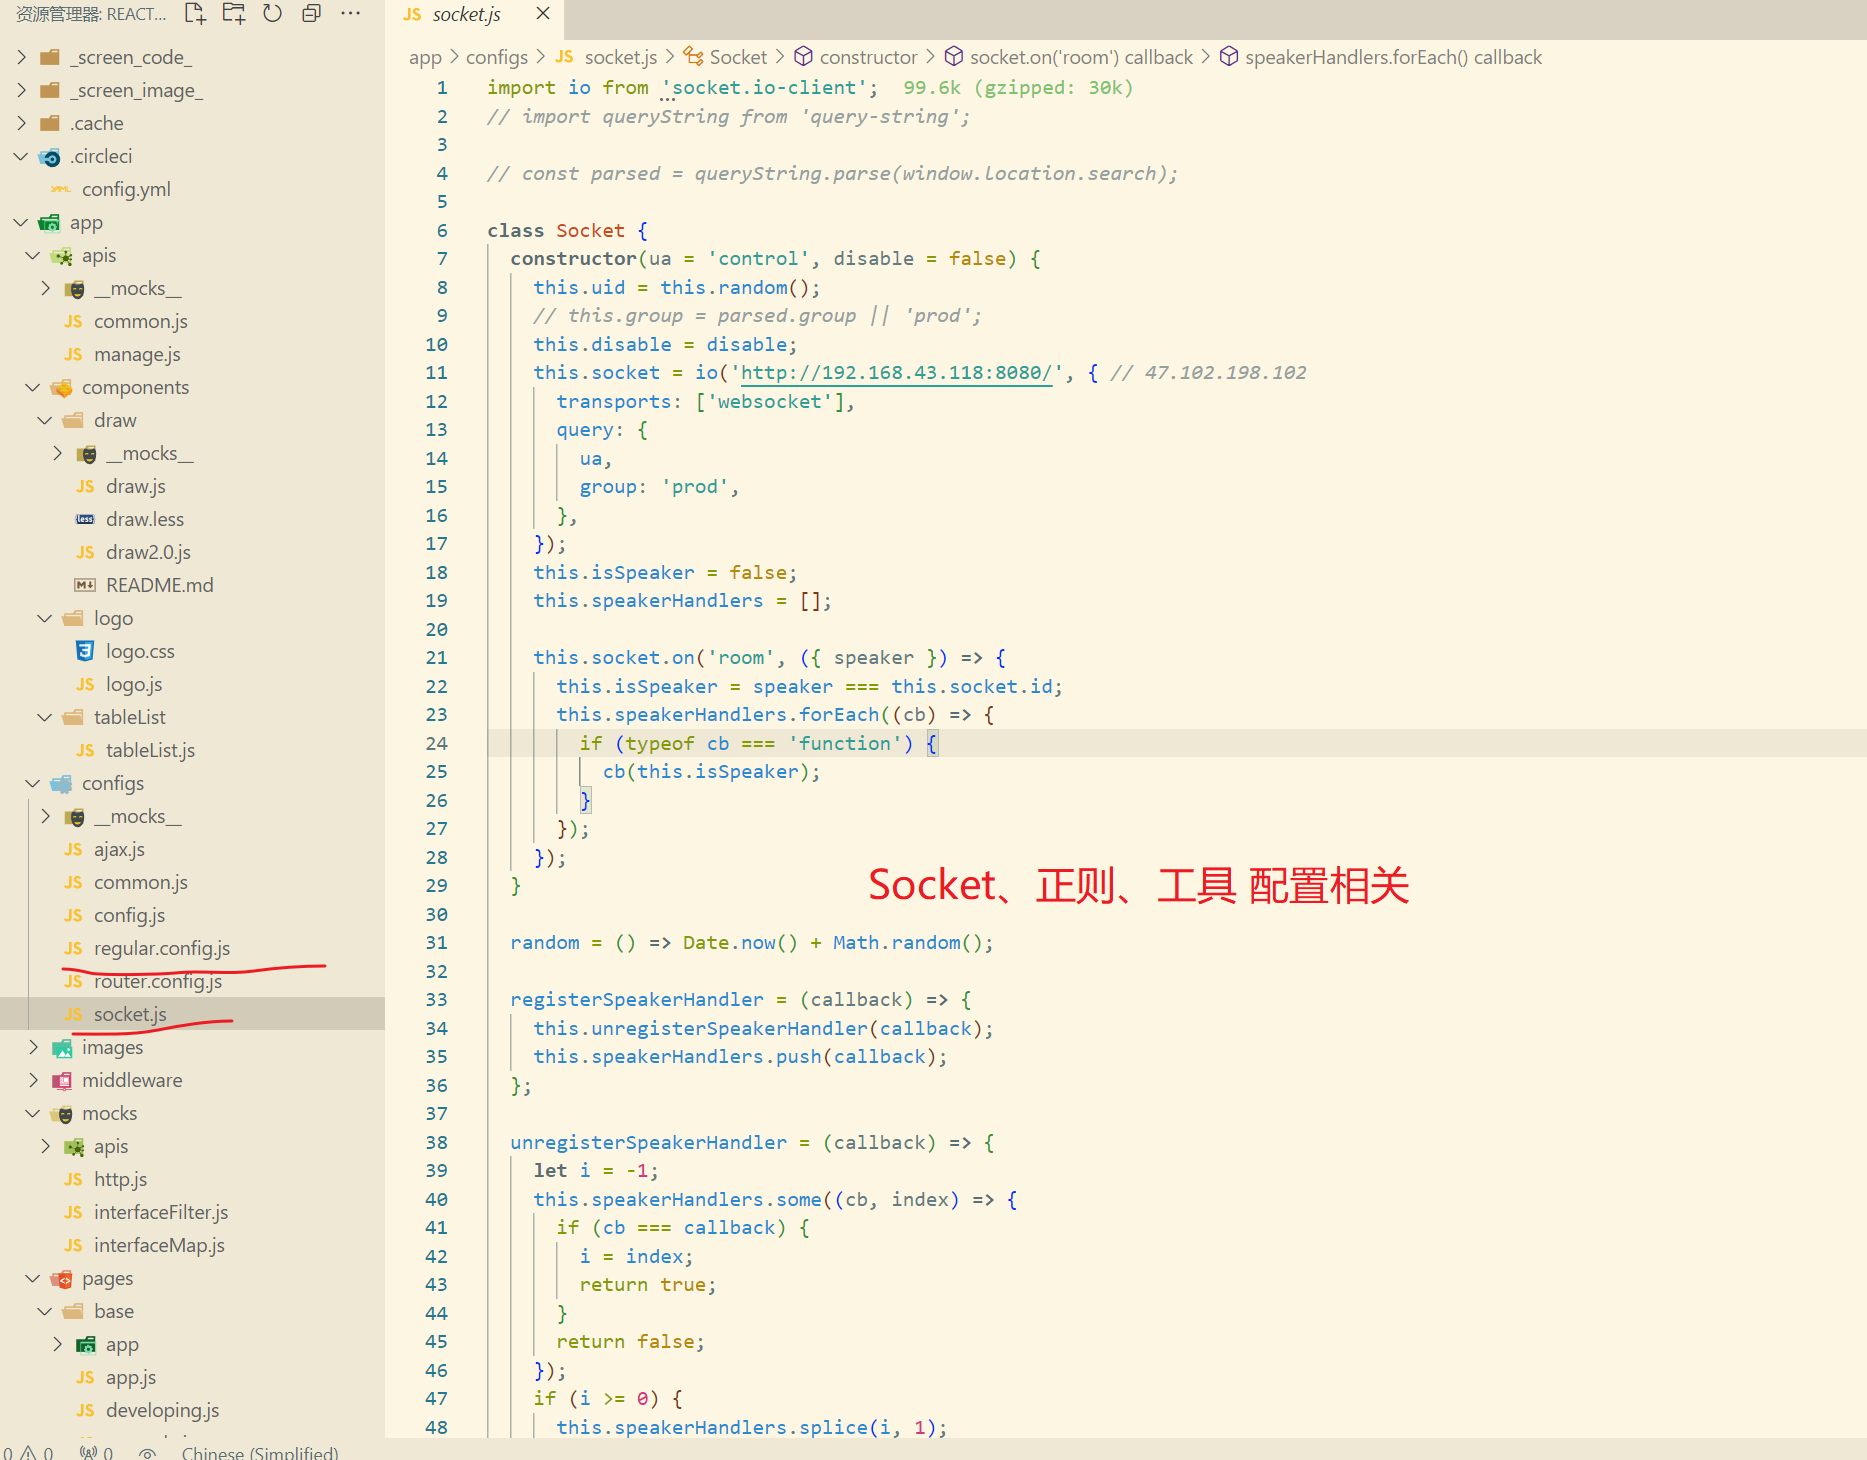 资源管理器: REACT...
_screen_code_
_screen_image_
.cache
.circleci
config.yml
app
apis
__mocks__
JS common.js
JS manage.js
components
draw
__mocks__
JS draw.js
less draw.less
JS draw2.0.js
README.md
logo
logo.css
JS logo.js
tableList
JS tableList.js
configs
__mocks__
JS ajax.js
JS common.js
JS config.js
JS regular.config.js
JS router.config.js
JS socket.js
images
middleware
mocks
apis
JS http.js
JS interfaceFilter.js
JS interfaceMap.js
pages
base
app
JS app.js
JS developing.js
0 0 0 Chinese (Simplified)
JS socket.js
app > configs > JS socket.js > Socket > constructor > socket.on('room') callback > speakerHandlers.forEach() callback
1 import io from 'socket.io-client'; 99.6k (gzipped: 30k)
2 // import queryString from 'query-string';
3
4 // const parsed = queryString.parse(window.location.search);
5
6 class Socket {
7 constructor(ua = 'control', disable = false) {
8 this.uid = this.random();
9 // this.group = parsed.group || 'prod';
10 this.disable = disable;
11 this.socket = io('http://192.168.43.118:8080/', { // 47.102.198.102
12 transports: ['websocket'],
13 query: {
14 ua,
15 group: 'prod',
16 },
17 });
18 this.isSpeaker = false;
19 this.speakerHandlers = [];
20
21 this.socket.on('room', ({ speaker }) => {
22 this.isSpeaker = speaker === this.socket.id;
23 this.speakerHandlers.forEach((cb) => {
24 if (typeof cb === 'function') {
25 cb(this.isSpeaker);
26 }
27 });
28 });
29 }
30
31 random = () => Date.now() + Math.random();
32
33 registerSpeakerHandler = (callback) => {
34 this.unregisterSpeakerHandler(callback);
35 this.speakerHandlers.push(callback);
36 };
37
38 unregisterSpeakerHandler = (callback) => {
39 let i = -1;
40 this.speakerHandlers.some((cb, index) => {
41 if (cb === callback) {
42 i = index;
43 return true;
44 }
45 return false;
46 });
47 if (i >= 0) {
48 this.speakerHandlers.splice(i, 1);
Socket、正则、工具 配置相关